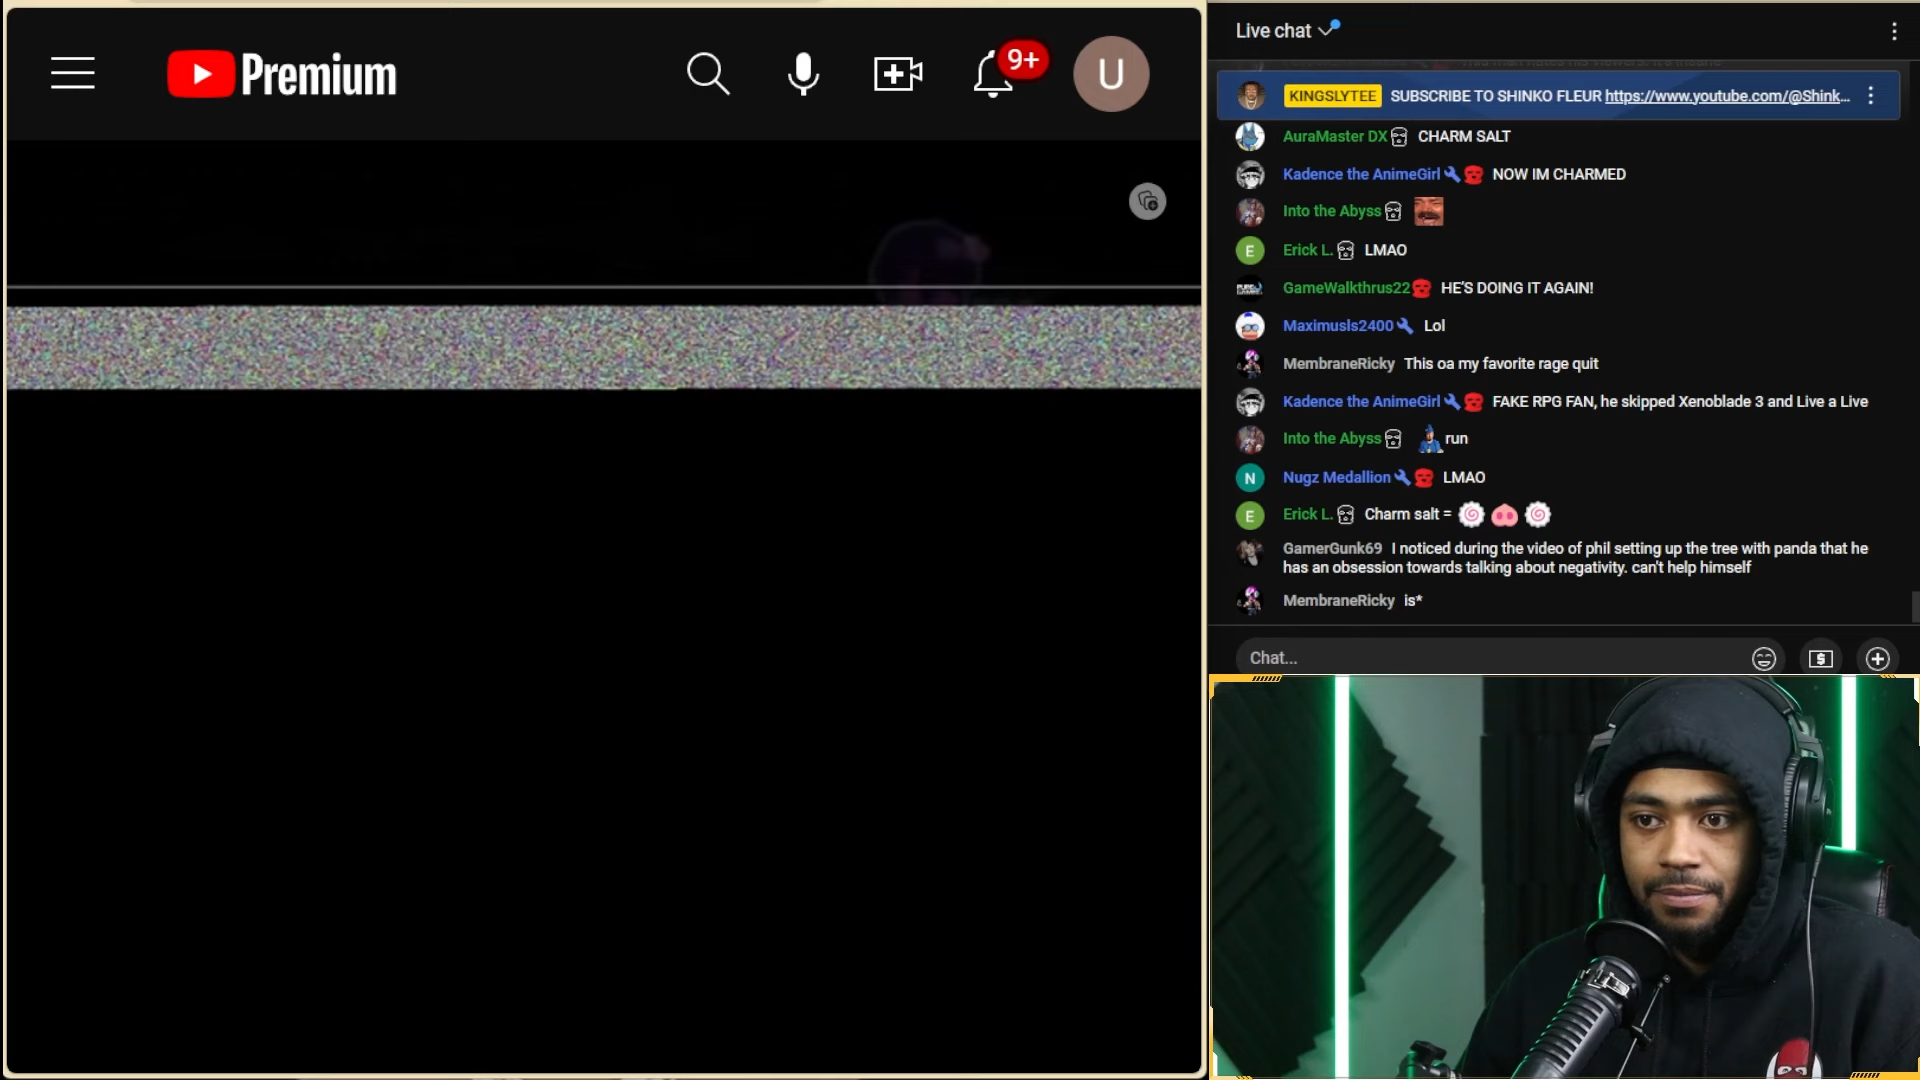 Premium
9+
U
Live chat
KINGSLYTEE SUBSCRIBE TO SHINKO FLEUR https://www.youtube.com/@Shink...
AuraMaster DX CHARM SALT
Kadence the AnimeGirl NOW IM CHARMED
Into the Abyss
E
Erick L. LMAO
GameWalkthrus22 HE'S DOING IT AGAIN!
Maximusls2400 Lol
MembraneRicky This oa my favorite rage quit
Kadence the AnimeGirl FAKE RPG FAN, he skipped Xenoblade 3 and Live a Live
Into the Abyss run
N
Nugz Medallion LMAO
E
Erick L. Charm salt =
GamerGunk69 I noticed during the video of phil setting up the tree with panda that he
has an obsession towards talking about negativity. can't help himself
MembraneRicky is*
Chat...